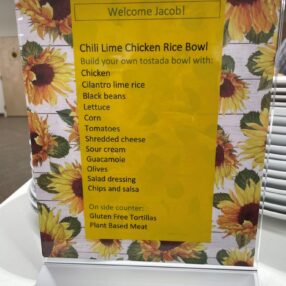 Welcome Jacob!
Chili Lime Chicken Rice Bowl
Build your own tostada bowl with:
Chicken
Cilantro lime rice
Black beans
Lettuce
Corn
Tomatoes
Shredded cheese
Sour cream
Guacamole
Olives
Salad dressing
Chips and salsa
On side counter:
Gluten Free Tortillas
Plant Based Meat